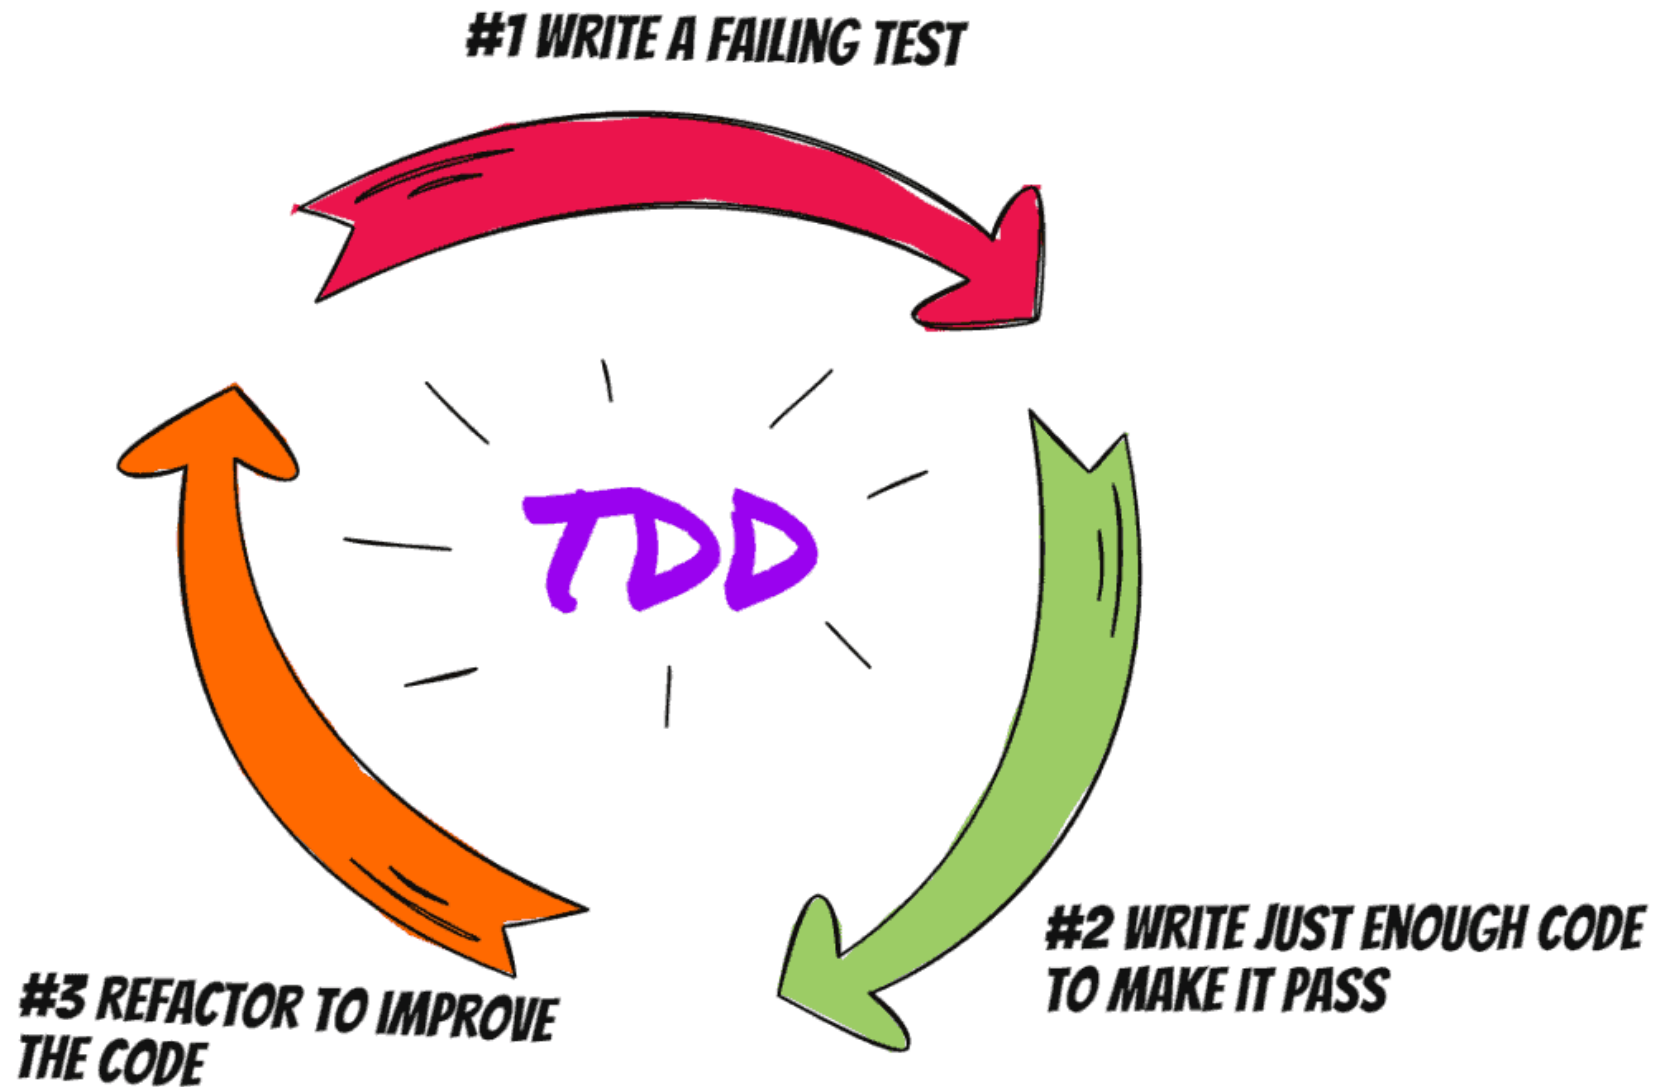 #1 WRITE A FAILING TEST
TDD
#2 WRITE JUST ENOUGH CODE
TO MAKE IT PASS
#3 REFACTOR TO IMPROVE
THE CODE